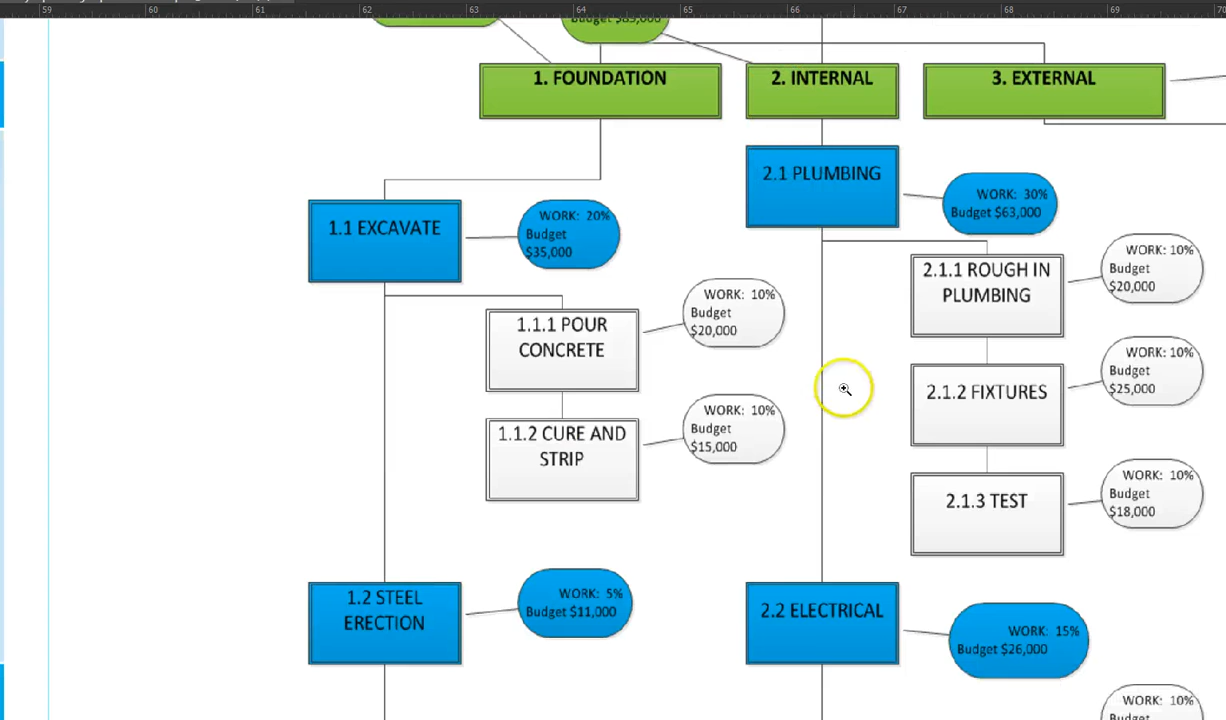 59 60 61 62 63 64 65 66 67 68 69 70
Budget $85,000
1. FOUNDATION
2. INTERNAL
3. EXTERNAL
2.1 PLUMBING
WORK: 30%
Budget $63,000
1.1 EXCAVATE
WORK: 20%
Budget
$35,000
2.1.1 ROUGH IN
PLUMBING
WORK: 10%
Budget
$20,000
1.1.1 POUR
CONCRETE
WORK: 10%
Budget
$20,000
2.1.2 FIXTURES
WORK: 10%
Budget
$25,000
1.1.2 CURE AND
STRIP
WORK: 10%
Budget
$15,000
2.1.3 TEST
WORK: 10%
Budget
$18,000
1.2 STEEL
ERECTION
WORK: 5%
Budget $11,000
2.2 ELECTRICAL
WORK: 15%
Budget $26,000
WORK: 10%